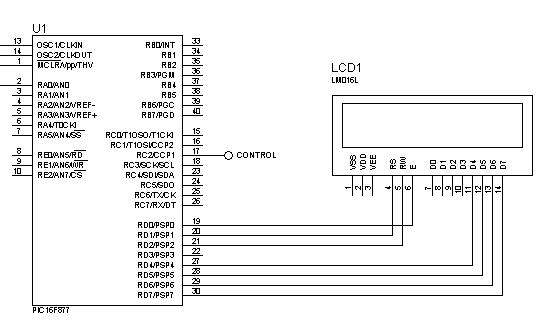 U1
13 OSC1/CLKIN RB0/INT 33
14 OSC2/CLKOUT RB1 34
1 MCLR/Vpp/THV RB2 35
RB3/PGM 36
2 RA0/AN0 RB4 37
3 RA1/AN1 RB5 38
4 RA2/AN2/VREF- RB6/PGC 39
5 RA3/AN3/VREF+ RB7/PGD 40
6 RA4/T0CKI
7 RA5/AN4/SS RC0/T1OSO/T1CKI 15
RC1/T1OSI/CCP2 16
8 RE0/AN5/RD RC2/CCP1 17 CONTROL
9 RE1/AN6/WR RC3/SCK/SCL 18
10 RE2/AN7/CS RC4/SDI/SDA 23
RC5/SDO 24
RC6/TX/CK 25
RC7/RX/DT 26
RD0/PSP0 19
RD1/PSP1 20
RD2/PSP2 21
RD3/PSP3 22
RD4/PSP4 27
RD5/PSP5 28
RD6/PSP6 29
RD7/PSP7 30
PIC16F877
LCD1
LM016L
VSS VDD VEE RS RW E D0 D1 D2 D3 D4 D5 D6 D7
1 2 3 4 5 6 7 8 9 10 11 12 13 14